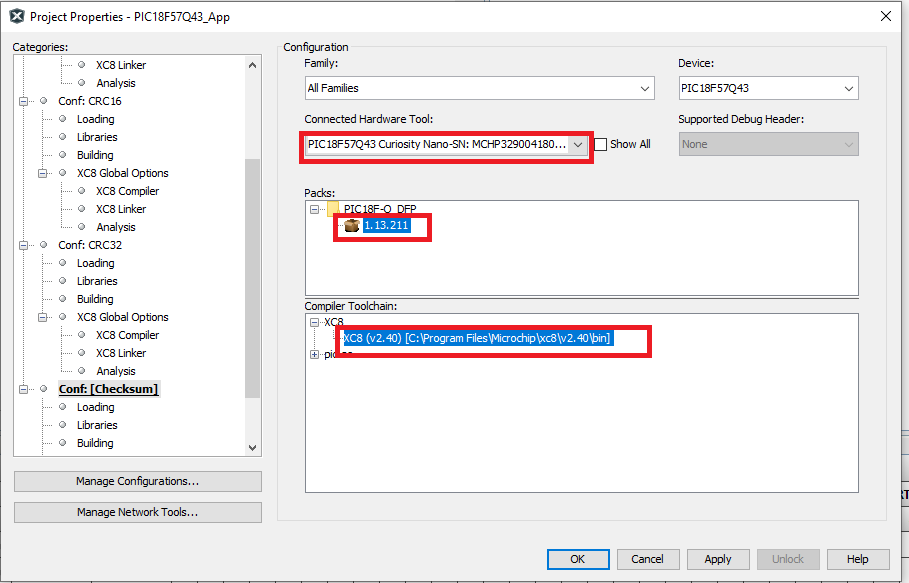 Project Properties - PIC18F57Q43_App
Categories:
XC8 Linker
Analysis
Conf: CRC16
Loading
Libraries
Building
XC8 Global Options
XC8 Compiler
XC8 Linker
Analysis
Conf: CRC32
Loading
Libraries
Building
XC8 Global Options
XC8 Compiler
XC8 Linker
Analysis
Conf: [Checksum]
Loading
Libraries
Building
Manage Configurations...
Manage Network Tools...
Configuration
Family:
Device:
All Families
PIC18F57Q43
Connected Hardware Tool:
Supported Debug Header:
PIC18F57Q43 Curiosity Nano-SN: MCHP329004180...
Show All
None
Packs:
PIC18F-Q_DFP
1.13.211
Compiler Toolchain:
XC8
XC8 (v2.40) [C:\Program Files\Microchip\xc8\v2.40\bin]
OK
Cancel
Apply
Unlock
Help